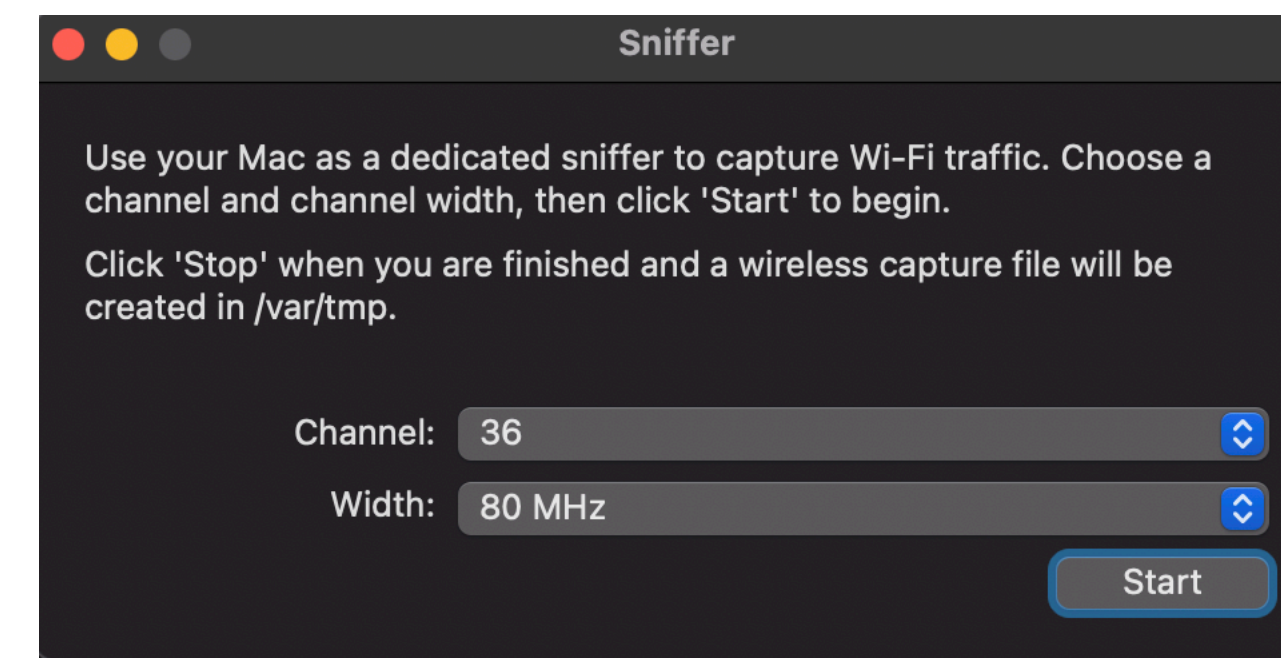 Sniffer
Use your Mac as a dedicated sniffer to capture Wi-Fi traffic. Choose a
channel and channel width, then click 'Start' to begin.
Click 'Stop' when you are finished and a wireless capture file will be
created in /var/tmp.
Channel: 36
Width: 80 MHz
Start